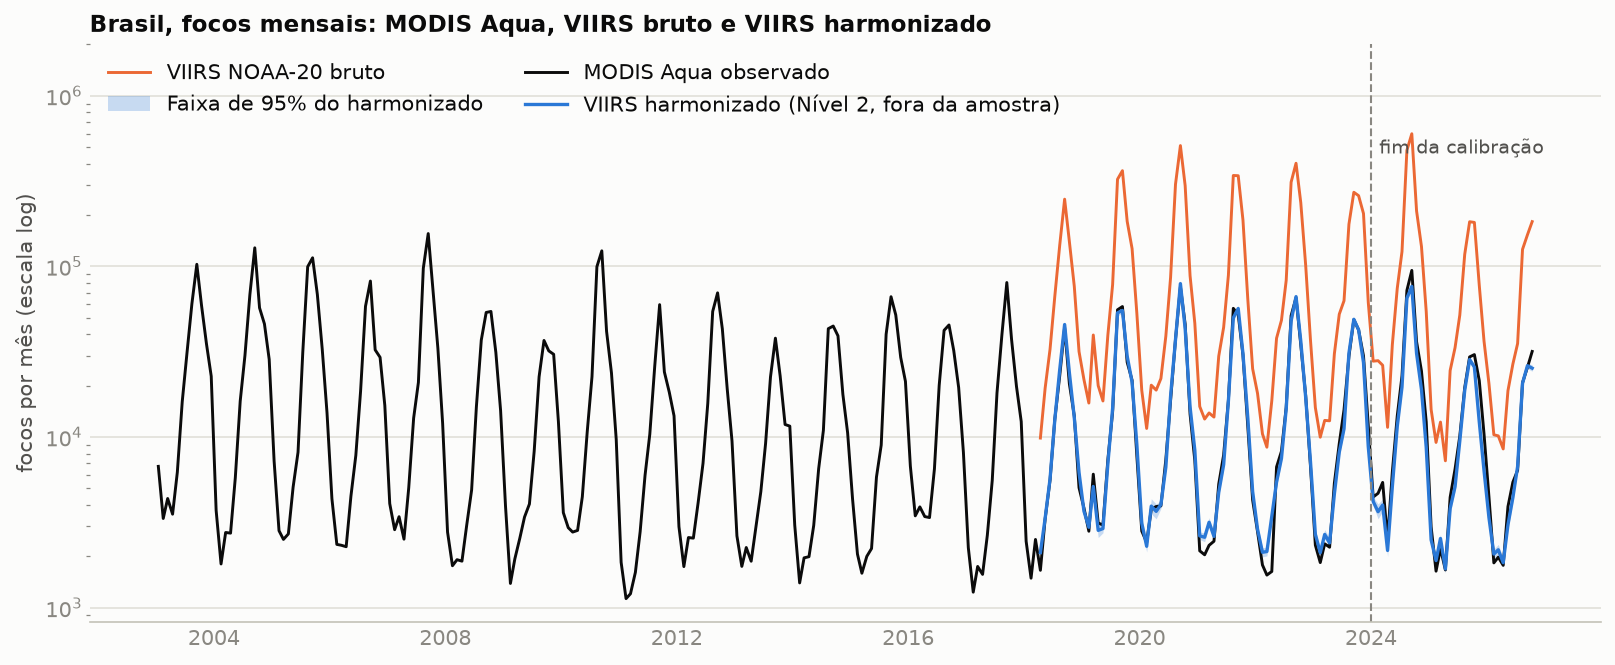 Brasil, focos mensais: MODIS Aqua, VIIRS bruto e VIIRS harmonizado
VIIRS NOAA-20 bruto
MODIS Aqua observado
Faixa de 95% do harmonizado
VIIRS harmonizado (Nível 2, fora da amostra)
fim da calibração
focos por mês (escala log)
10⁶
10⁵
10⁴
10³
2004 2008 2012 2016 2020 2024